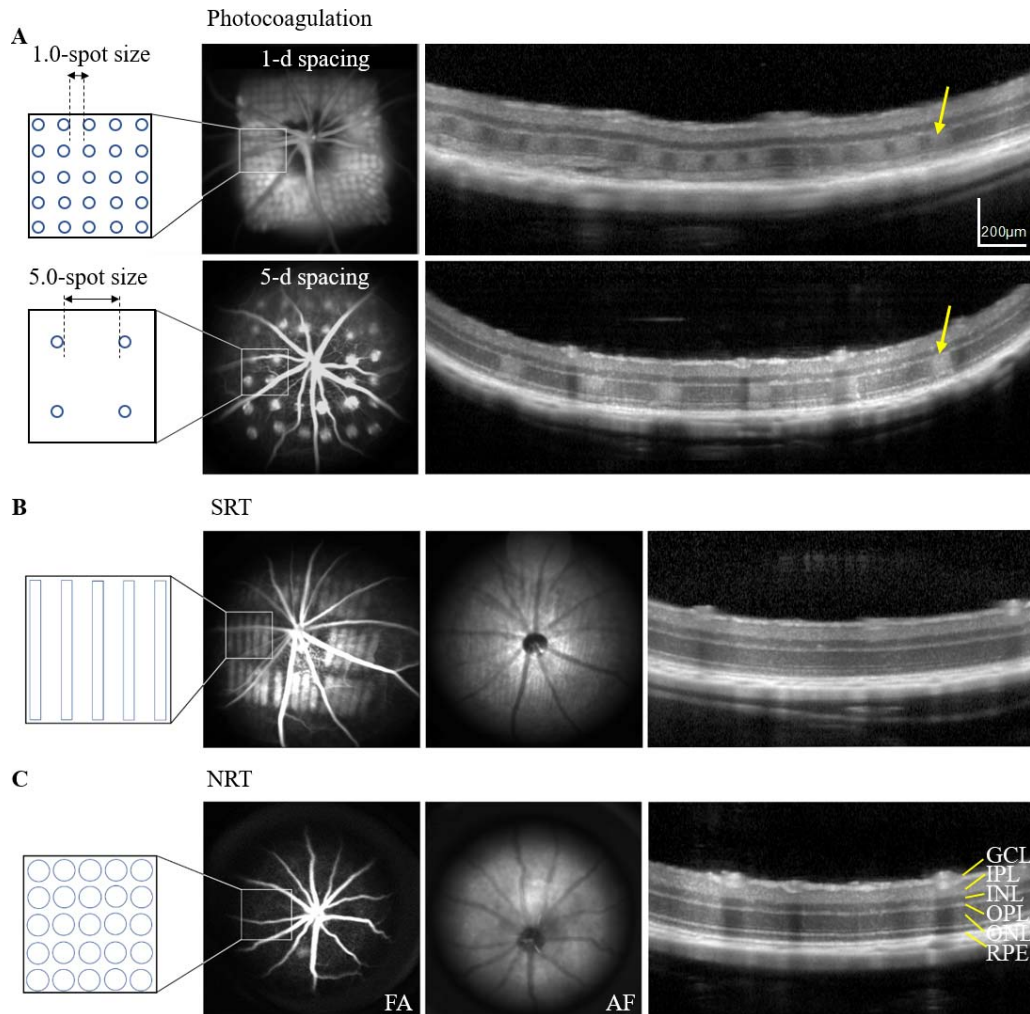 Photocoagulation
A
1.0-spot size
1-d spacing
200μm
5.0-spot size
5-d spacing
B
SRT
C
NRT
GCL
IPL
INL
OPL
ONL
RPE
FA
AF